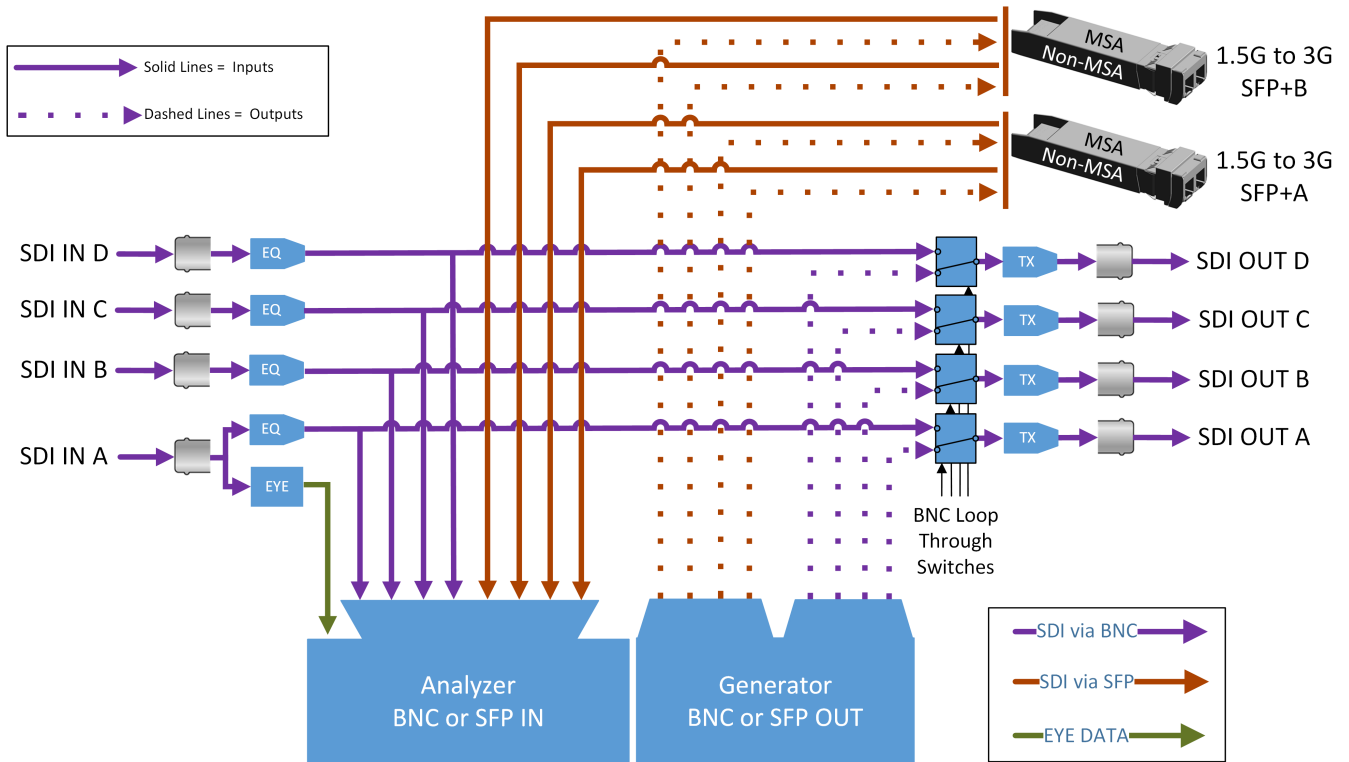 Solid Lines = Inputs
Dashed Lines = Outputs
MSA
Non-MSA
1.5G to 3G
SFP+B
MSA
Non-MSA
1.5G to 3G
SFP+A
SDI IN D
EQ
TX
SDI OUT D
SDI IN C
EQ
TX
SDI OUT C
SDI IN B
EQ
TX
SDI OUT B
SDI IN A
EQ
EYE
TX
SDI OUT A
BNC Loop
Through
Switches
Analyzer
BNC or SFP IN
Generator
BNC or SFP OUT
SDI via BNC
SDI via SFP
EYE DATA